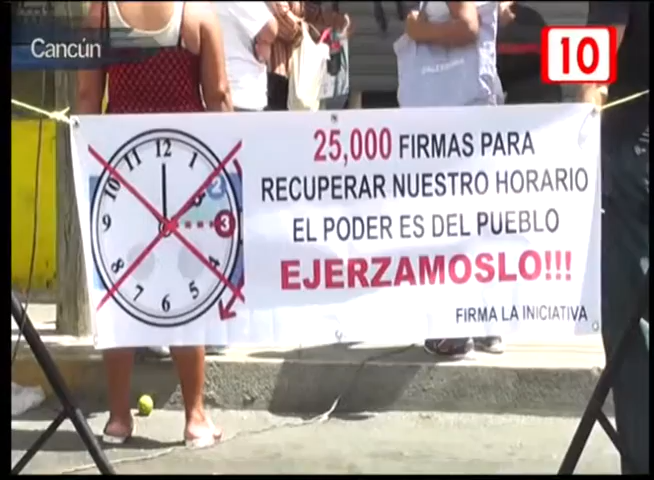 Cancún
10
25,000 FIRMAS PARA
RECUPERAR NUESTRO HORARIO
EL PODER ES DEL PUEBLO
EJERZAMOSLO!!!
FIRMA LA INICIATIVA
11 12 1
10 2
9 3
8 4
7 6 5